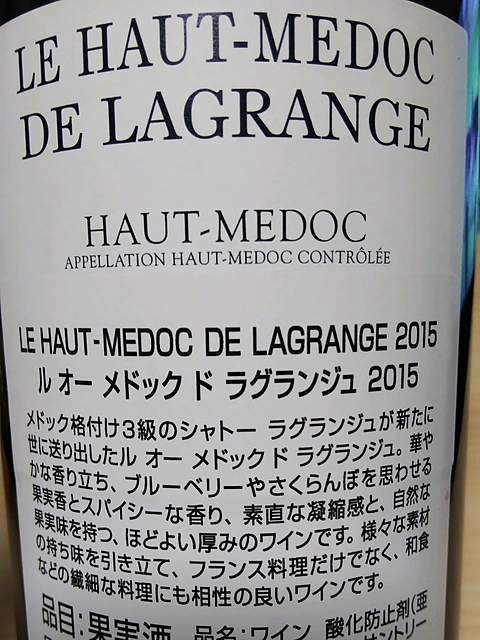 LE HAUT-MEDOC
DE LAGRANGE
HAUT-MEDOC
APPELLATION HAUT-MEDOC CONTRÔLÉE
LE HAUT-MEDOC DE LAGRANGE 2015
ル オー メドック ド ラグランジュ 2015
メドック格付け3級のシャトー ラグランジュが新たに
世に送り出したル オー メドック ド ラグランジュ。華や
かな香り立ち、ブルーベリーやさくらんぼを思わせる
果実香とスパイシーな香り、素直な凝縮感と、自然な
果実味を持つ、ほどよい厚みのワインです。様々な素材
の持ち味を引き立て、フランス料理だけでなく、和食
などの繊細な料理にも相性の良いワインです。
品目:果実酒 品名:ワイン 酸化防止剤(亜
ントリー